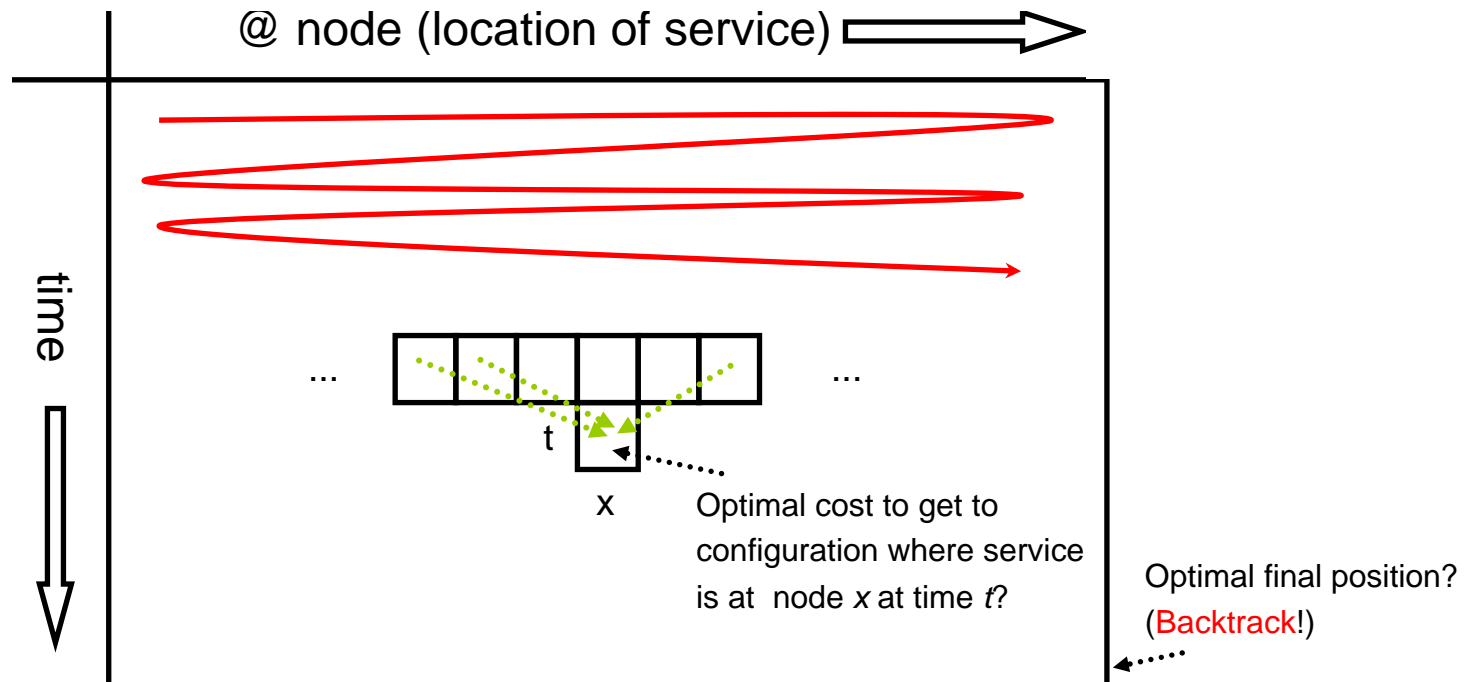 @ node (location of service)
time
...
...
t
x
Optimal cost to get to
configuration where service
is at node x at time t?
Optimal final position?
(Backtrack!)